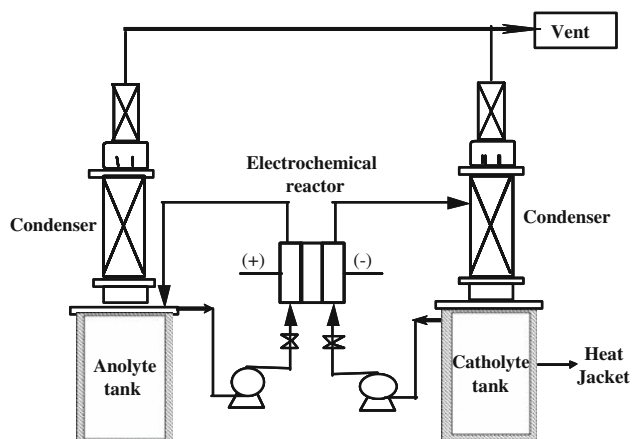 Vent
Electrochemical
reactor
Condenser
Condenser
(+)
(-)
Anolyte
tank
Catholyte
tank
Heat
Jacket